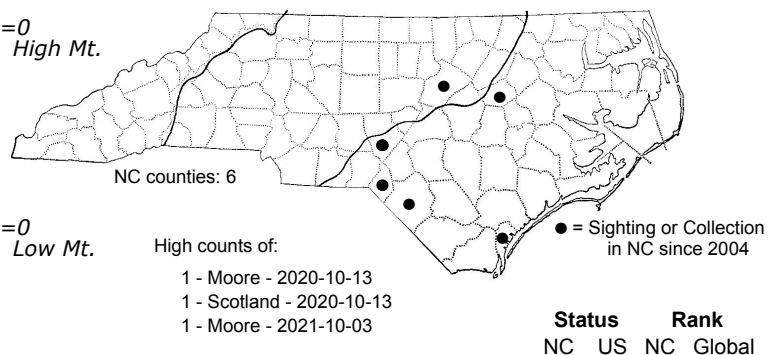 =0
High Mt.
NC counties: 6
=0
Low Mt.
High counts of:
1 - Moore - 2020-10-13
1 - Scotland - 2020-10-13
1 - Moore - 2021-10-03
● = Sighting or Collection
in NC since 2004
Status Rank
NC US NC Global